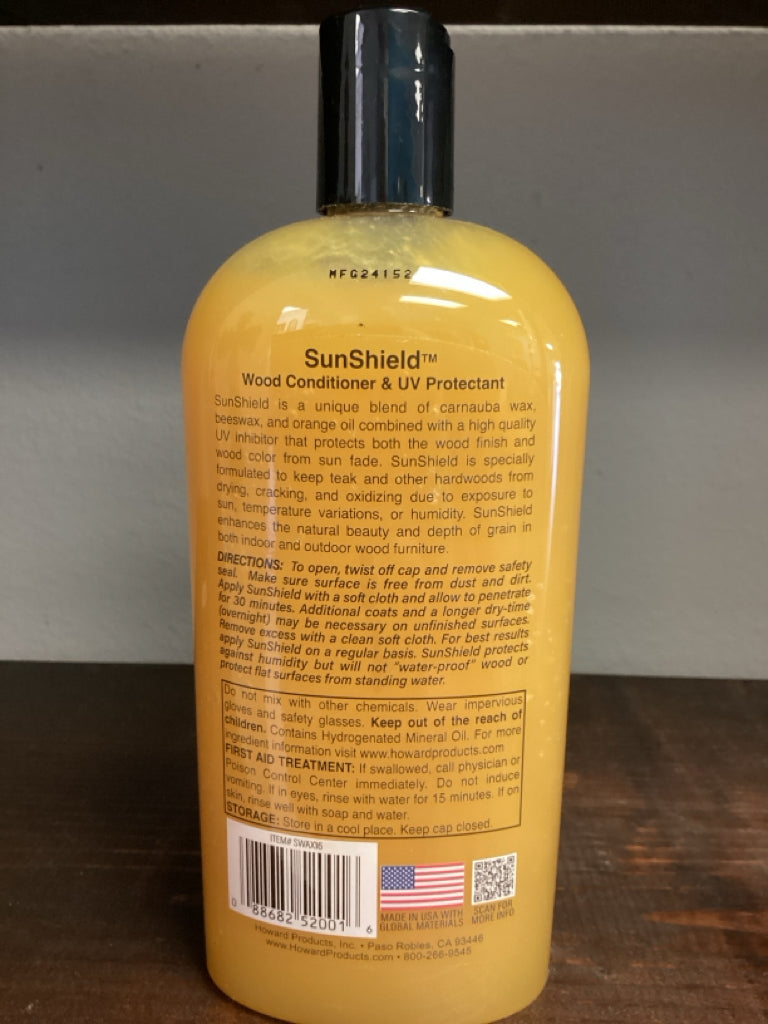 MFG24152
SunShield™
Wood Conditioner & UV Protectant
SunShield is a unique blend of carnauba wax,
beeswax, and orange oil combined with a high quality
UV inhibitor that protects both the wood finish and
wood color from sun fade. SunShield is specially
formulated to keep teak and other hardwoods from
drying, cracking, and oxidizing due to exposure to
sun, temperature variations, or humidity. SunShield
enhances the natural beauty and depth of grain in
both indoor and outdoor wood furniture.
DIRECTIONS: To open, twist off cap and remove safety
seal. Make sure surface is free from dust and dirt.
Apply SunShield with a soft cloth and allow to penetrate
for 30 minutes. Additional coats and a longer dry-time
(overnight) may be necessary on unfinished surfaces.
Remove excess with a clean soft cloth. For best results
apply SunShield on a regular basis. SunShield protects
against humidity but will not "water-proof" wood or
protect flat surfaces from standing water.
Do not mix with other chemicals. Wear impervious
gloves and safety glasses. Keep out of the reach of
children. Contains Hydrogenated Mineral Oil. For more
ingredient information visit www.howardproducts.com
FIRST AID TREATMENT: If swallowed, call physician or
Poison Control Center immediately. Do not induce
vomiting. If in eyes, rinse with water for 15 minutes. If on
skin, rinse well with soap and water.
STORAGE: Store in a cool place. Keep cap closed.
ITEM# SWAX16
0 88682 52001 6
MADE IN USA WITH
GLOBAL MATERIALS
SCAN FOR
MORE INFO
Howard Products, Inc. • Paso Robles, CA 93446
www.HowardProducts.com • 800-266-9545